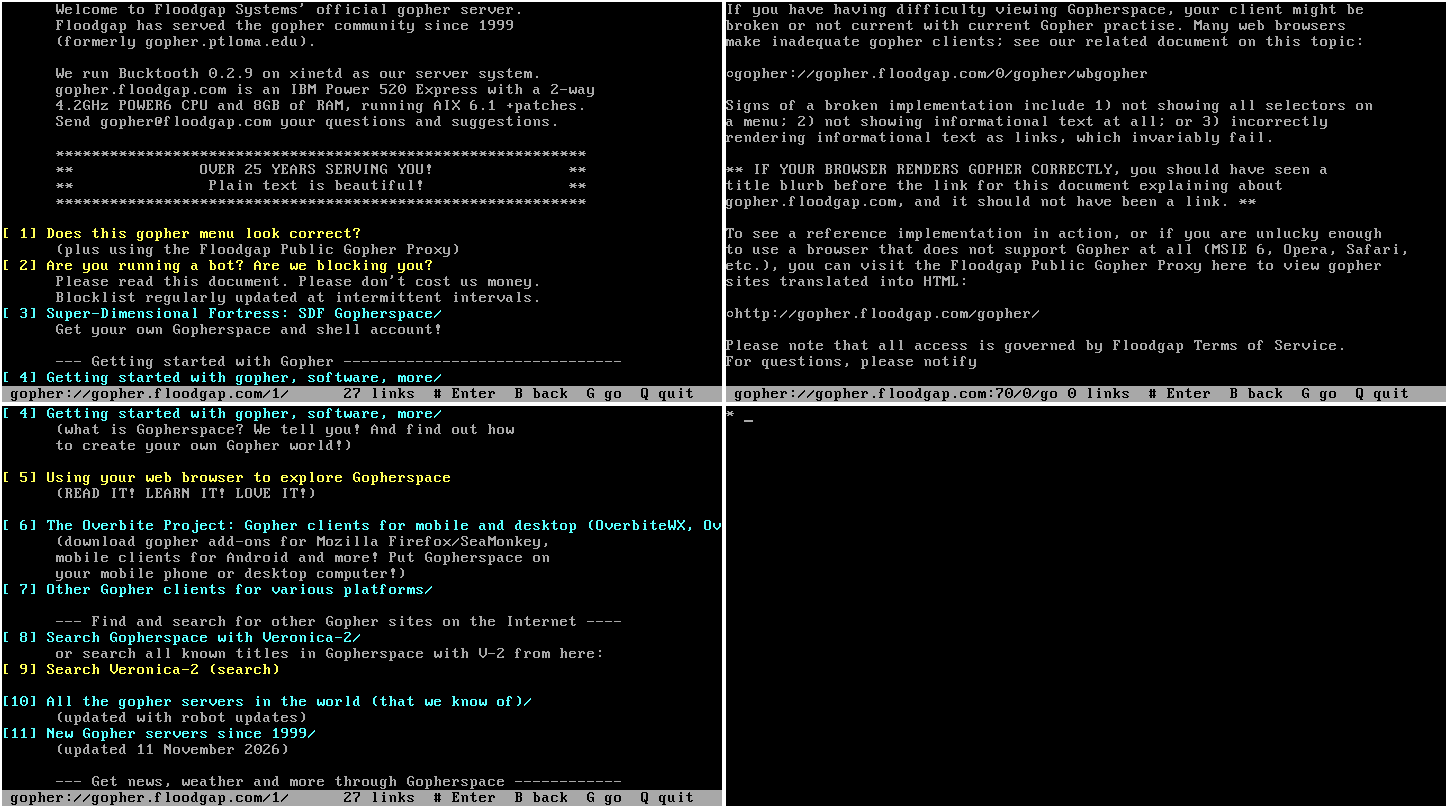 Welcome to Floodgap Systems' official gopher server.
Floodgap has served the gopher community since 1999
(formerly gopher.ptloma.edu).
We run Bucktooth 0.2.9 on xinetd as our server system.
gopher.floodgap.com is an IBM Power 520 Express with a 2-way
4.2GHz POWER6 CPU and 8GB of RAM, running AIX 6.1 +patches.
Send gopher@floodgap.com your questions and suggestions.
***********************************************************
**              OVER 25 YEARS SERVING YOU!               **
**               Plain text is beautiful!                **
***********************************************************
[ 1] Does this gopher menu look correct?
(plus using the Floodgap Public Gopher Proxy)
[ 2] Are you running a bot? Are we blocking you?
Please read this document. Please don't cost us money.
Blocklist regularly updated at intermittent intervals.
[ 3] Super-Dimensional Fortress: SDF Gopherspace/
Get your own Gopherspace and shell account!
--- Getting started with Gopher -------------------------------
[ 4] Getting started with gopher, software, more/
gopher://gopher.floodgap.com/1/      27 links  # Enter  B back  G go  Q quit
If you have having difficulty viewing Gopherspace, your client might be
broken or not current with current Gopher practise. Many web browsers
make inadequate gopher clients; see our related document on this topic:
ogopher://gopher.floodgap.com/0/gopher/wbgopher
Signs of a broken implementation include 1) not showing all selectors on
a menu; 2) not showing informational text at all; or 3) incorrectly
rendering informational text as links, which invariably fail.
** IF YOUR BROWSER RENDERS GOPHER CORRECTLY, you should have seen a
title blurb before the link for this document explaining about
gopher.floodgap.com, and it should not have been a link. **
To see a reference implementation in action, or if you are unlucky enough
to use a browser that does not support Gopher at all (MSIE 6, Opera, Safari,
etc.), you can visit the Floodgap Public Gopher Proxy here to view gopher
sites translated into HTML:
ohttp://gopher.floodgap.com/gopher/
Please note that all access is governed by Floodgap Terms of Service.
For questions, please notify
gopher://gopher.floodgap.com:70/0/go 0 links  # Enter  B back  G go  Q quit
[ 4] Getting started with gopher, software, more/
(what is Gopherspace? We tell you! And find out how
to create your own Gopher world!)
[ 5] Using your web browser to explore Gopherspace
(READ IT! LEARN IT! LOVE IT!)
[ 6] The Overbite Project: Gopher clients for mobile and desktop (OverbiteWX, Ov
(download gopher add-ons for Mozilla Firefox/SeaMonkey,
mobile clients for Android and more! Put Gopherspace on
your mobile phone or desktop computer!)
[ 7] Other Gopher clients for various platforms/
--- Find and search for other Gopher sites on the Internet ----
[ 8] Search Gopherspace with Veronica-2/
or search all known titles in Gopherspace with V-2 from here:
[ 9] Search Veronica-2 (search)
[10] All the gopher servers in the world (that we know of)/
(updated with robot updates)
[11] New Gopher servers since 1999/
(updated 11 November 2026)
--- Get news, weather and more through Gopherspace ------------
gopher://gopher.floodgap.com/1/      27 links  # Enter  B back  G go  Q quit
* _